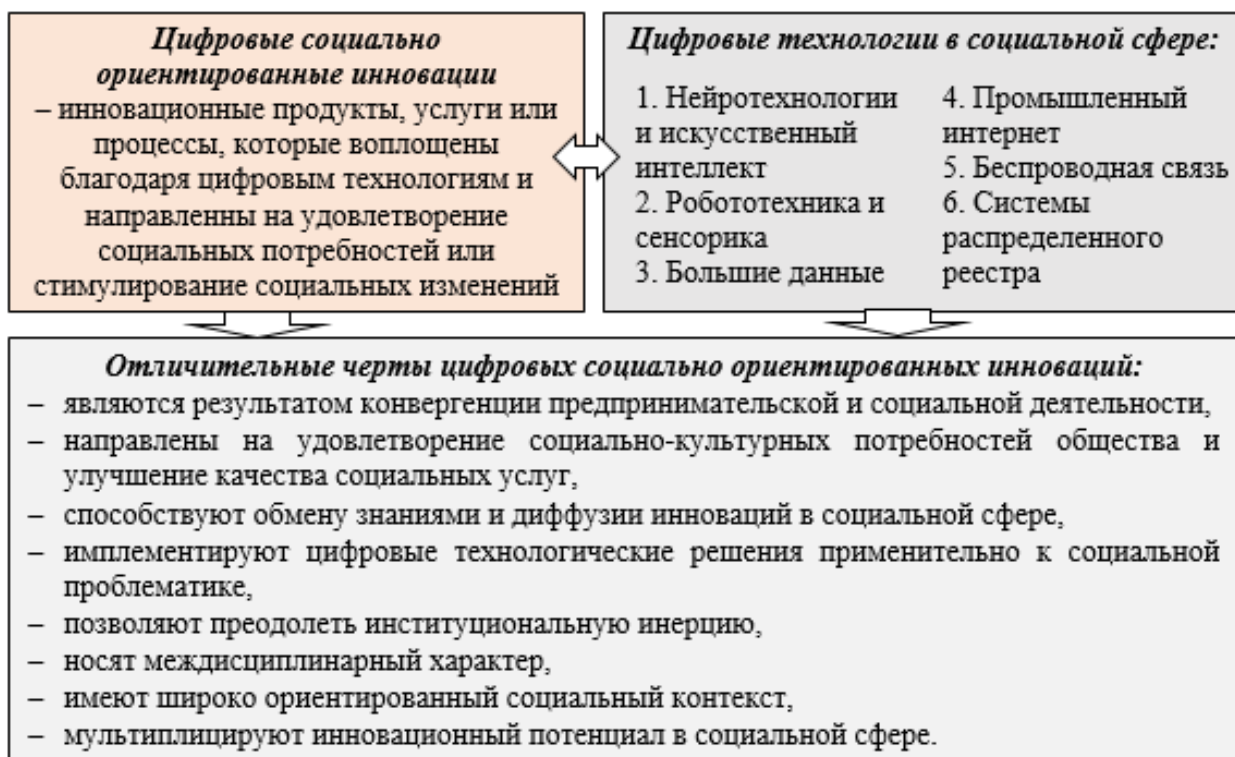 Цифровые социально
ориентированные инновации
– инновационные продукты, услуги или
процессы, которые воплощены
благодаря цифровым технологиям и
направленны на удовлетворение
социальных потребностей или
стимулирование социальных изменений
Цифровые технологии в социальной сфере:
1. Нейротехнологии
и искусственный
интеллект
2. Робототехника и
сенсорика
3. Большие данные
4. Промышленный
интернет
5. Беспроводная связь
6. Системы
распределенного
реестра
Отличительные черты цифровых социально ориентированных инноваций:
– являются результатом конвергенции предпринимательской и социальной деятельности,
– направлены на удовлетворение социально-культурных потребностей общества и
улучшение качества социальных услуг,
– способствуют обмену знаниями и диффузии инноваций в социальной сфере,
– имплементируют цифровые технологические решения применительно к социальной
проблематике,
– позволяют преодолеть институциональную инерцию,
– носят междисциплинарный характер,
– имеют широко ориентированный социальный контекст,
– мультиплицируют инновационный потенциал в социальной сфере.